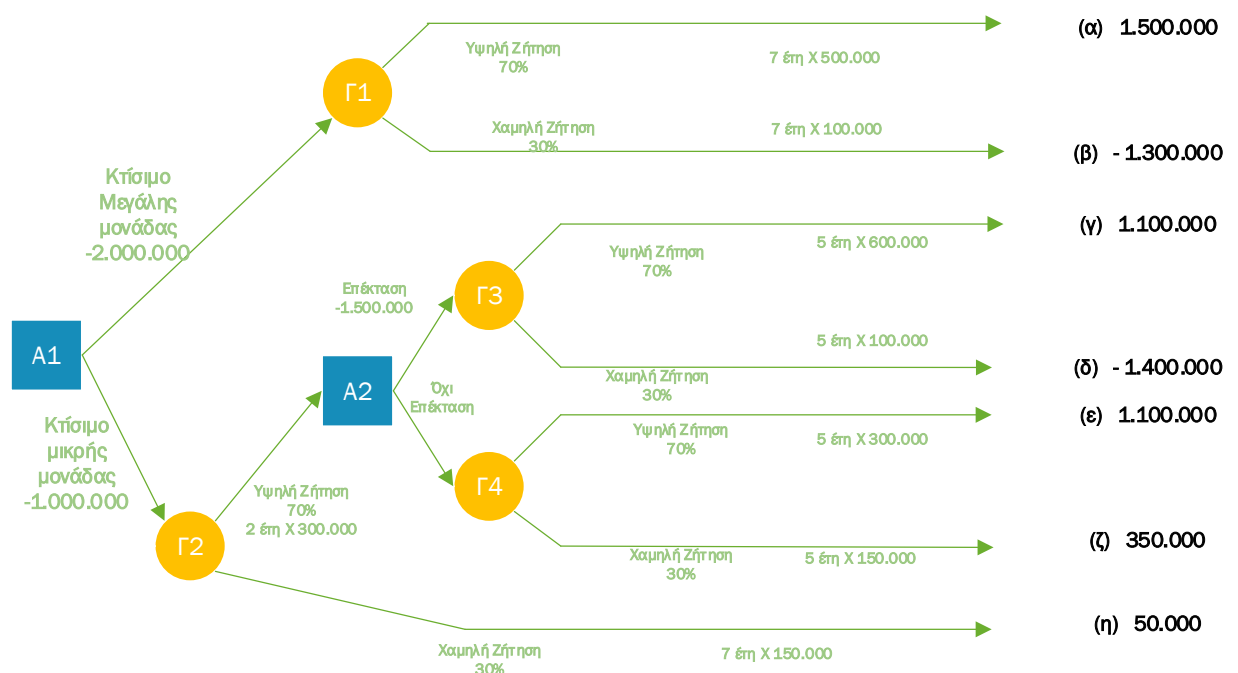 (α) 1.500.000
Υψηλή Ζήτηση
70%
7 έτη Χ 500.000
Γ1
Χαμηλή Ζήτηση
30%
7 έτη Χ 100.000
(β) - 1.300.000
Κτίσιμο
Μεγάλης
μονάδας
-2.000.000
(γ) 1.100.000
Υψηλή Ζήτηση
70%
5 έτη Χ 600.000
Επέκταση
-1.500.000
Γ3
Α1
5 έτη Χ 100.000
(δ) - 1.400.000
Χαμηλή Ζήτηση
30%
Α2
Όχι
Επέκταση
(ε) 1.100.000
Υψηλή Ζήτηση
70%
5 έτη Χ 300.000
Κτίσιμο
μικρής
μονάδας
-1.000.000
Γ4
Υψηλή Ζήτηση
70%
2 έτη Χ 300.000
Γ2
(ζ) 350.000
Χαμηλή Ζήτηση
30%
5 έτη Χ 150.000
(η) 50.000
Χαμηλή Ζήτηση
30%
7 έτη Χ 150.000